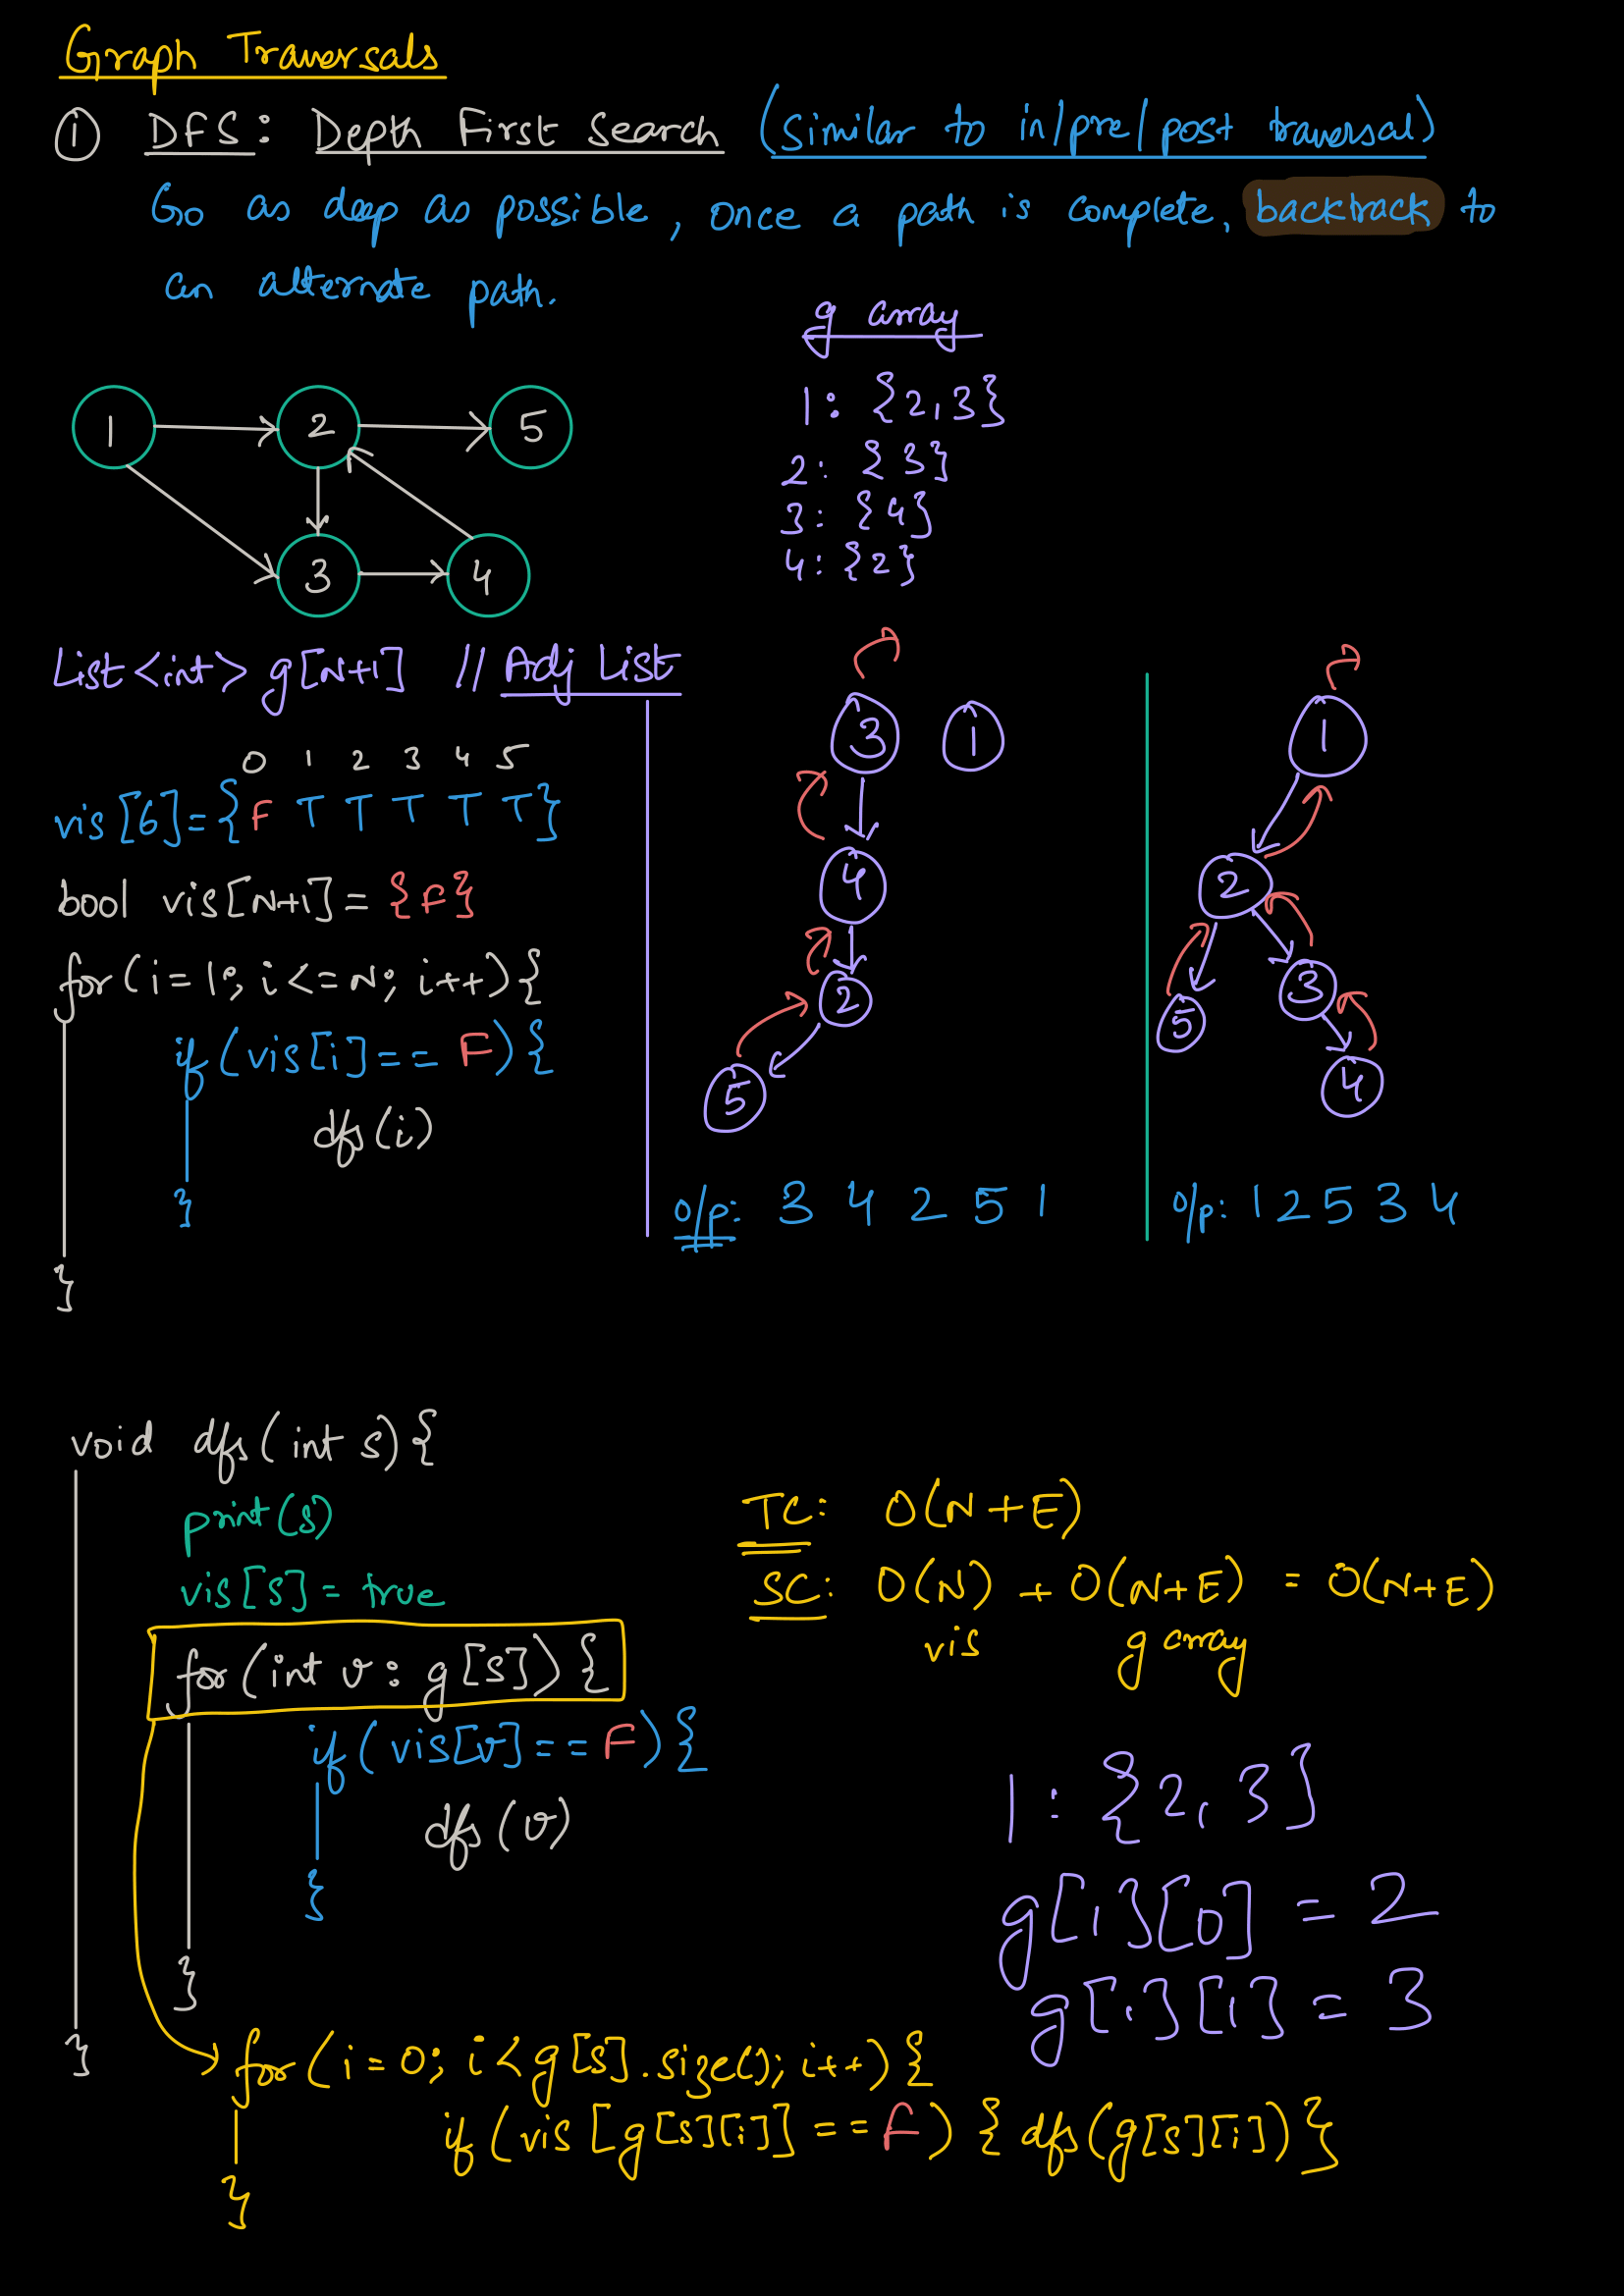 Graph Traversals
① DFS: Depth First Search (similar to in/pre/post traversal)
Go as deep as possible, once a path is complete, backtrack to
an alternate path.
g array
1: {2,3}
2: {3}
3: {4}
4: {2}
1 2 5
3 4
List<int> g[N+1] // Adj List
0 1 2 3 4 5
vis[6]={F T T T T T}
bool vis[N+1]= {F}
for(i=1; i<=N; i++){
if(vis[i]== F){
dfs(i)
}
}
3 1
4
2
5
o/p: 3 4 2 5 1
1
2
5 3
4
o/p: 1 2 5 3 4
void dfs(int s){
print(s)
vis[s]=true
for(int v: g[s]){
if(vis[v]==F){
dfs(v)
}
}
}
TC: O(N+E)
SC: O(N) + O(N+E) = O(N+E)
vis g array
1: {2,3}
g[1][0] = 2
g[1][1] = 3
for(i=0; i<g[s].size(); i++){
if(vis[g[s][i]] == F) {dfs(g[s][i])}
}